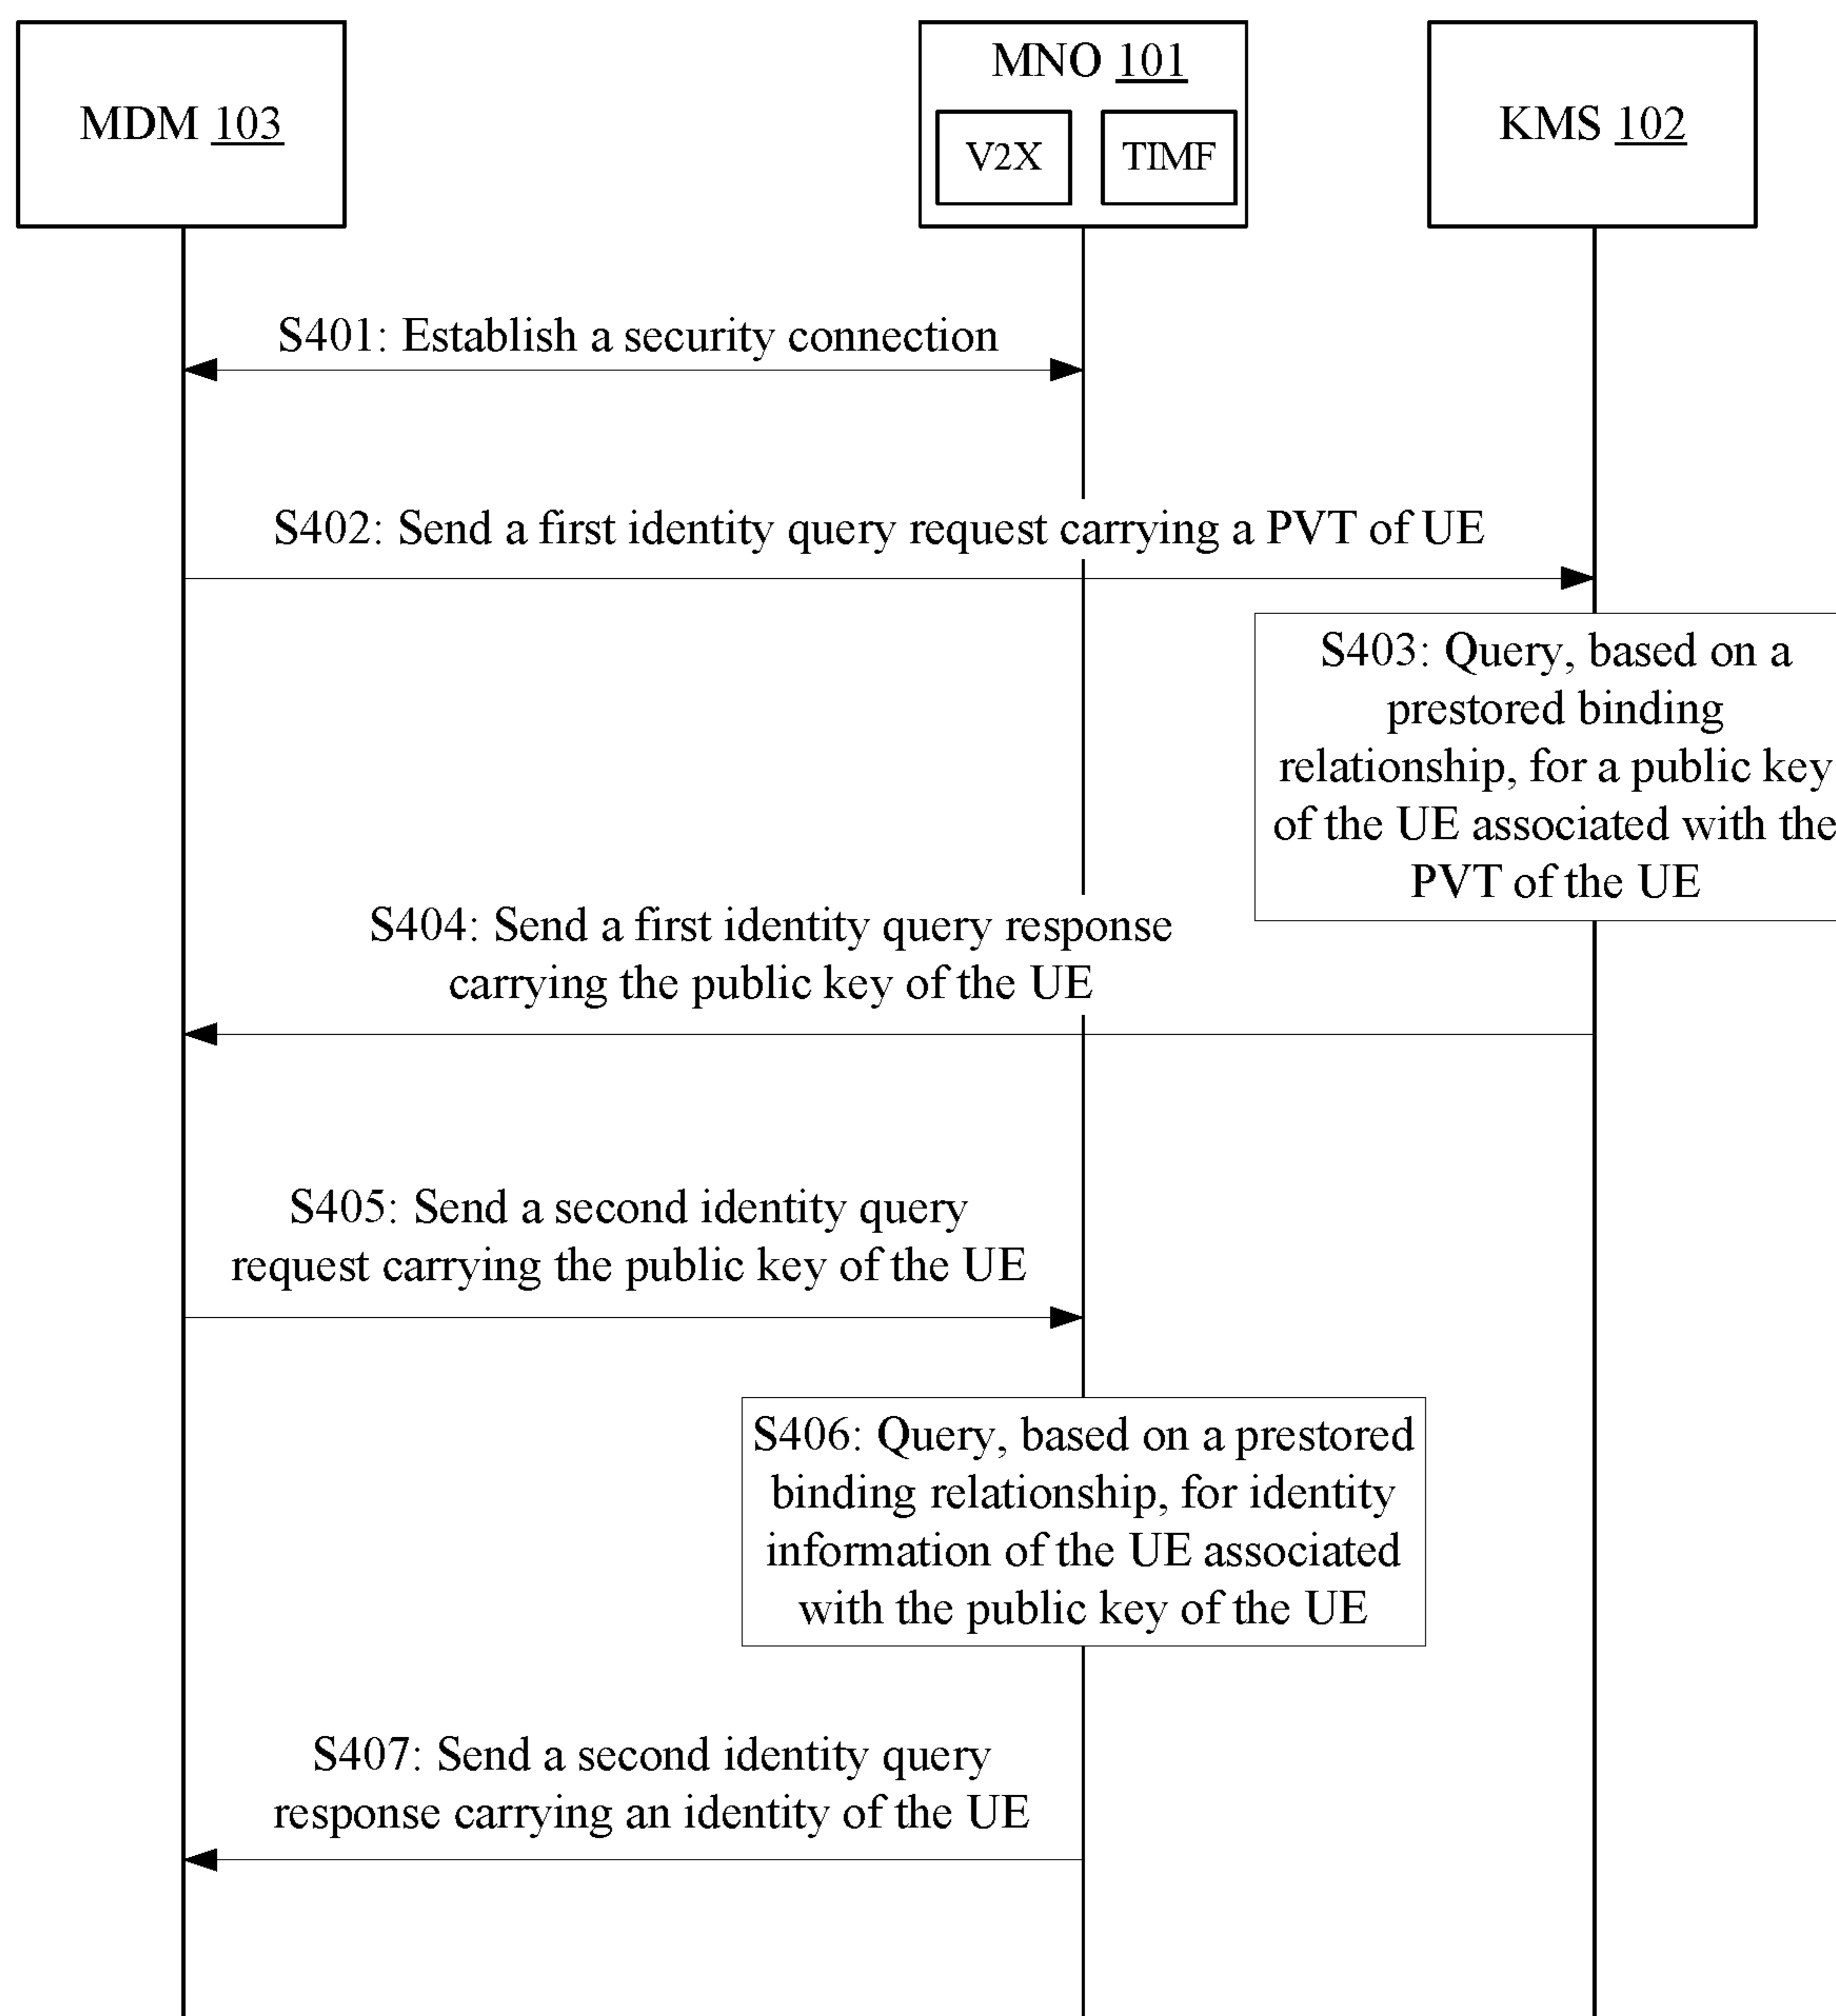 MDM 103
MNO 101
V2X
TIMF
KMS 102
S401: Establish a security connection
S402: Send a first identity query request carrying a PVT of UE
S403: Query, based on a
prestored binding
relationship, for a public key
of the UE associated with the
PVT of the UE
S404: Send a first identity query response
carrying the public key of the UE
S405: Send a second identity query
request carrying the public key of the UE
S406: Query, based on a prestored
binding relationship, for identity
information of the UE associated
with the public key of the UE
S407: Send a second identity query
response carrying an identity of the UE